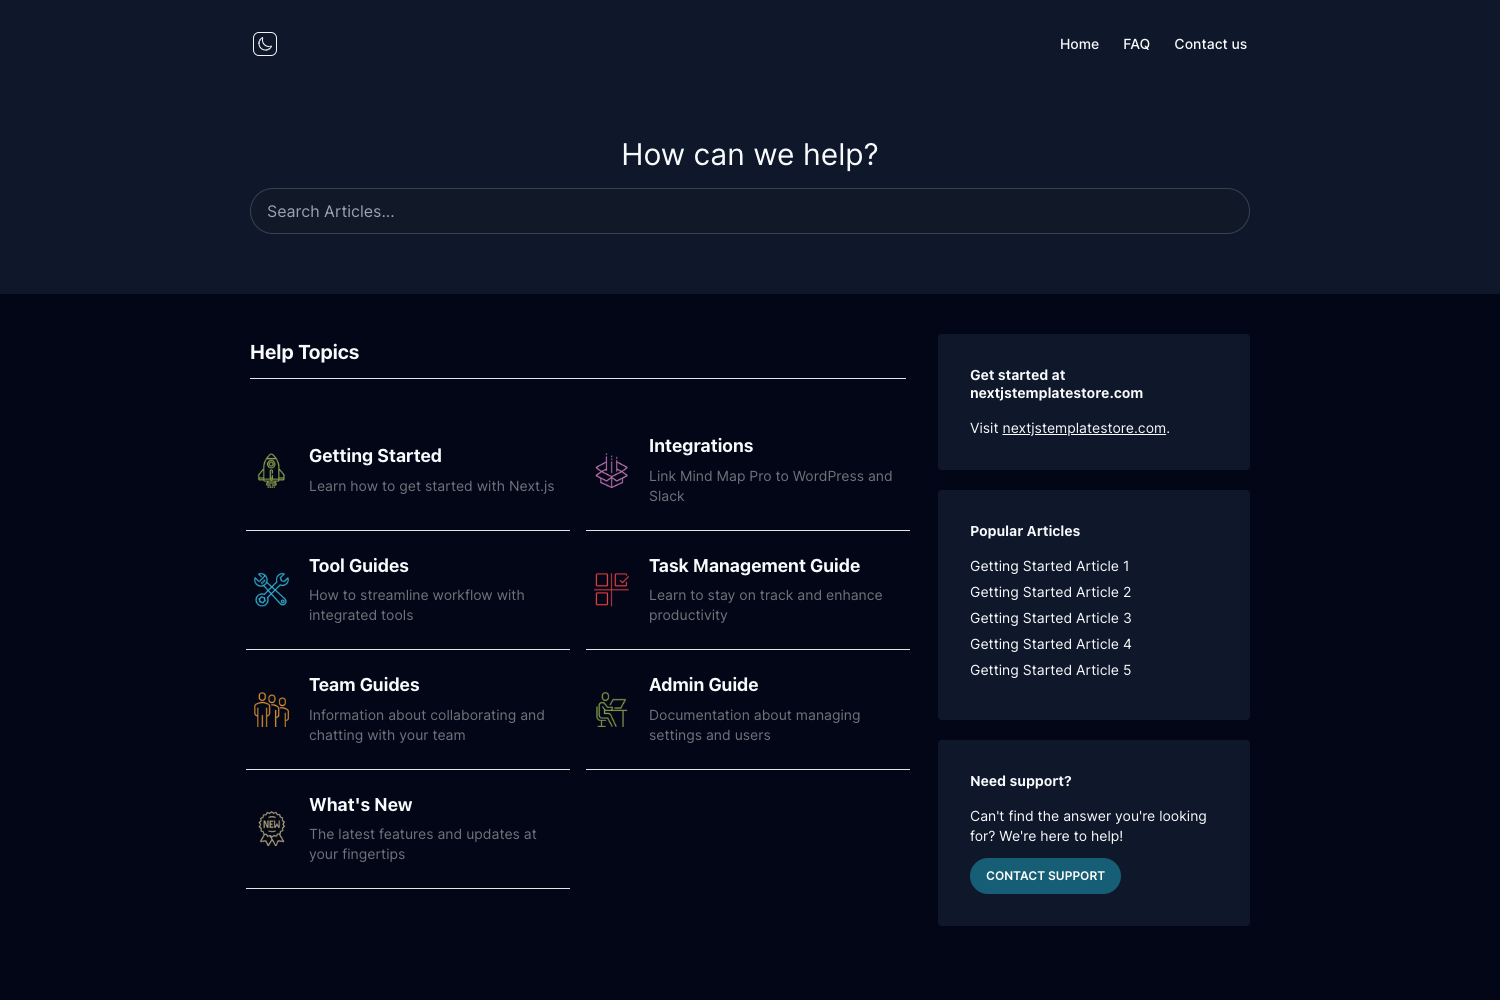 Home
FAQ
Contact us
How can we help?
Search Articles...
Help Topics
Getting Started
Learn how to get started with Next.js
Integrations
Link Mind Map Pro to WordPress and
Slack
Tool Guides
How to streamline workflow with
integrated tools
Task Management Guide
Learn to stay on track and enhance
productivity
Team Guides
Information about collaborating and
chatting with your team
Admin Guide
Documentation about managing
settings and users
NEW
What's New
The latest features and updates at
your fingertips
Get started at
nextjstemplatestore.com
Visit nextjstemplatestore.com.
Popular Articles
Getting Started Article 1
Getting Started Article 2
Getting Started Article 3
Getting Started Article 4
Getting Started Article 5
Need support?
Can't find the answer you're looking
for? We're here to help!
CONTACT SUPPORT